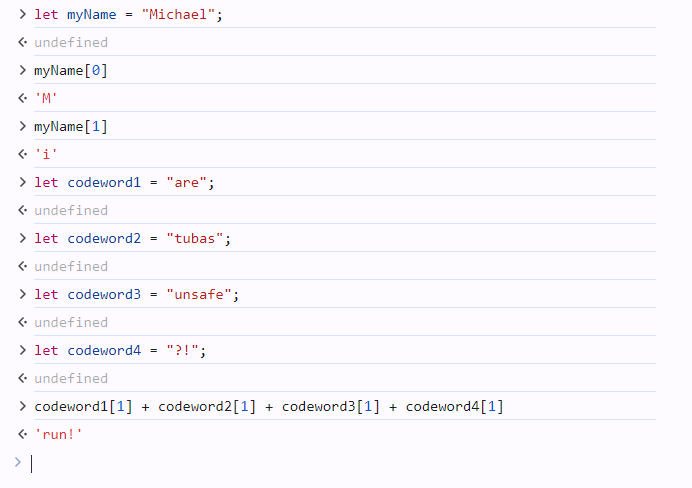 > let myName = "Michael";
<· undefined
> myName[0]
<· 'M'
> myName[1]
<· 'i'
> let codeword1 = "are";
<· undefined
> let codeword2 = "tubas";
<· undefined
> let codeword3 = "unsafe";
<· undefined
> let codeword4 = "?!";
<· undefined
> codeword1[1] + codeword2[1] + codeword3[1] + codeword4[1]
<· 'run!'
>